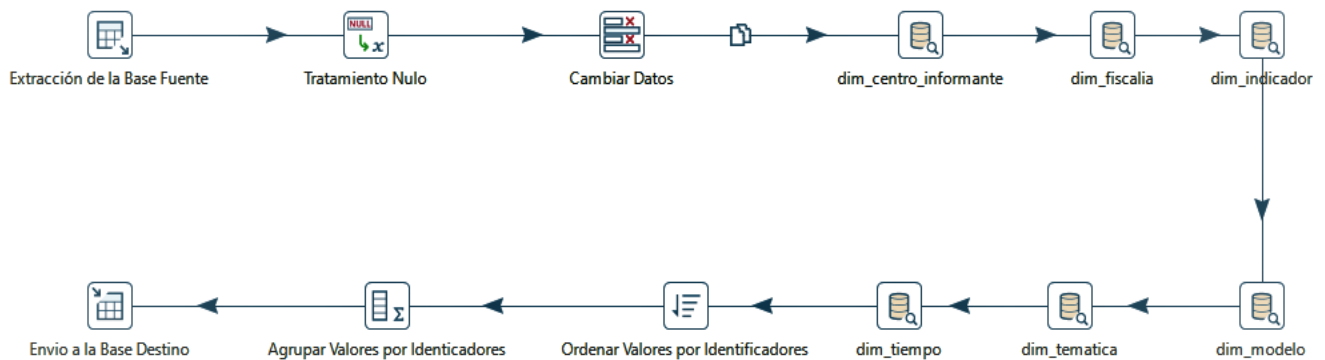 NULL
x
Extracción de la Base Fuente
Tratamiento Nulo
Cambiar Datos
dim_centro_informante
dim_fiscalia
dim_indicador
Σ
Envio a la Base Destino
Agrupar Valores por Identicadores
Ordenar Valores por Identificadores
dim_tiempo
dim_tematica
dim_modelo